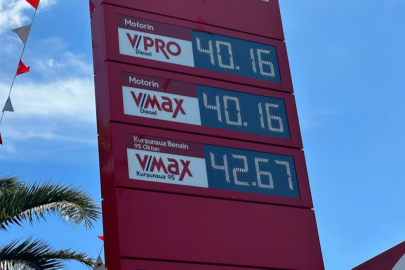 Motorin
V/PRO 40.16
Diesel
Motorin
V/MAX 40.16
Diesel
Kurşunsuz Benzin
95 Oktan
V/MAX 42.67
Kurşunsuz 95